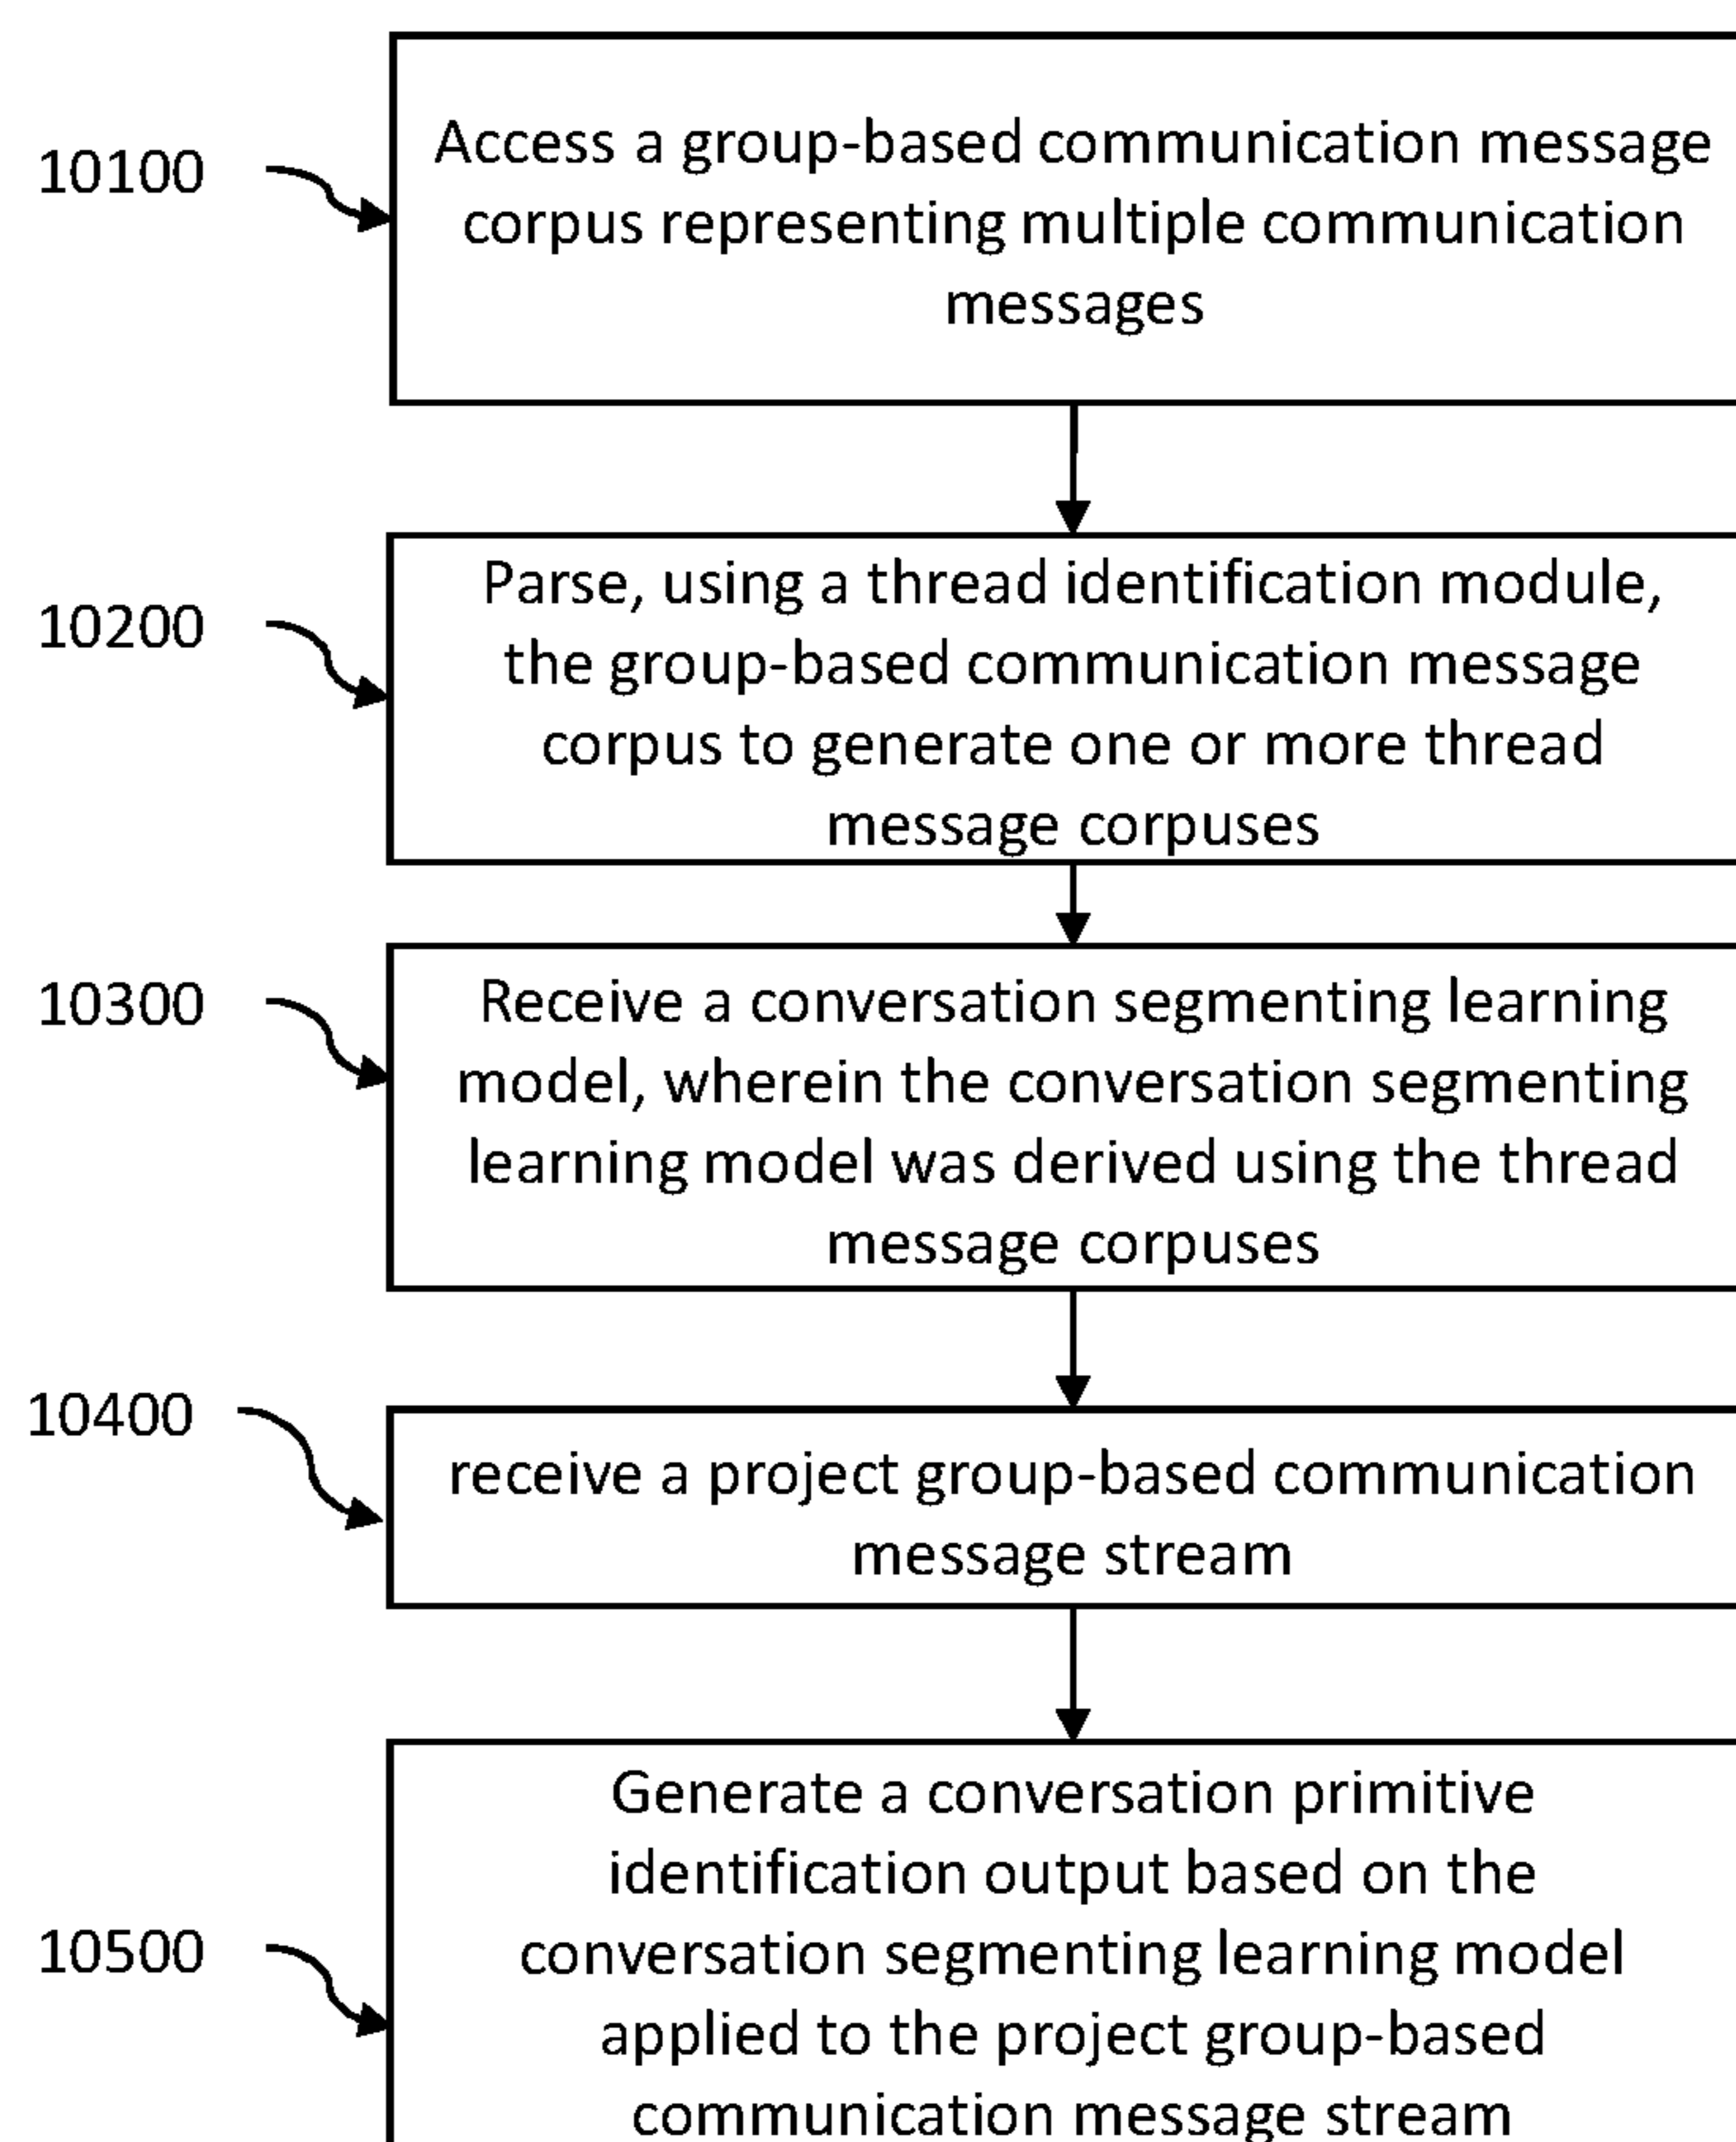 10100
Access a group-based communication message
corpus representing multiple communication
messages
10200
Parse, using a thread identification module,
the group-based communication message
corpus to generate one or more thread
message corpuses
10300
Receive a conversation segmenting learning
model, wherein the conversation segmenting
learning model was derived using the thread
message corpuses
10400
receive a project group-based communication
message stream
10500
Generate a conversation primitive
identification output based on the
conversation segmenting learning model
applied to the project group-based
communication message stream